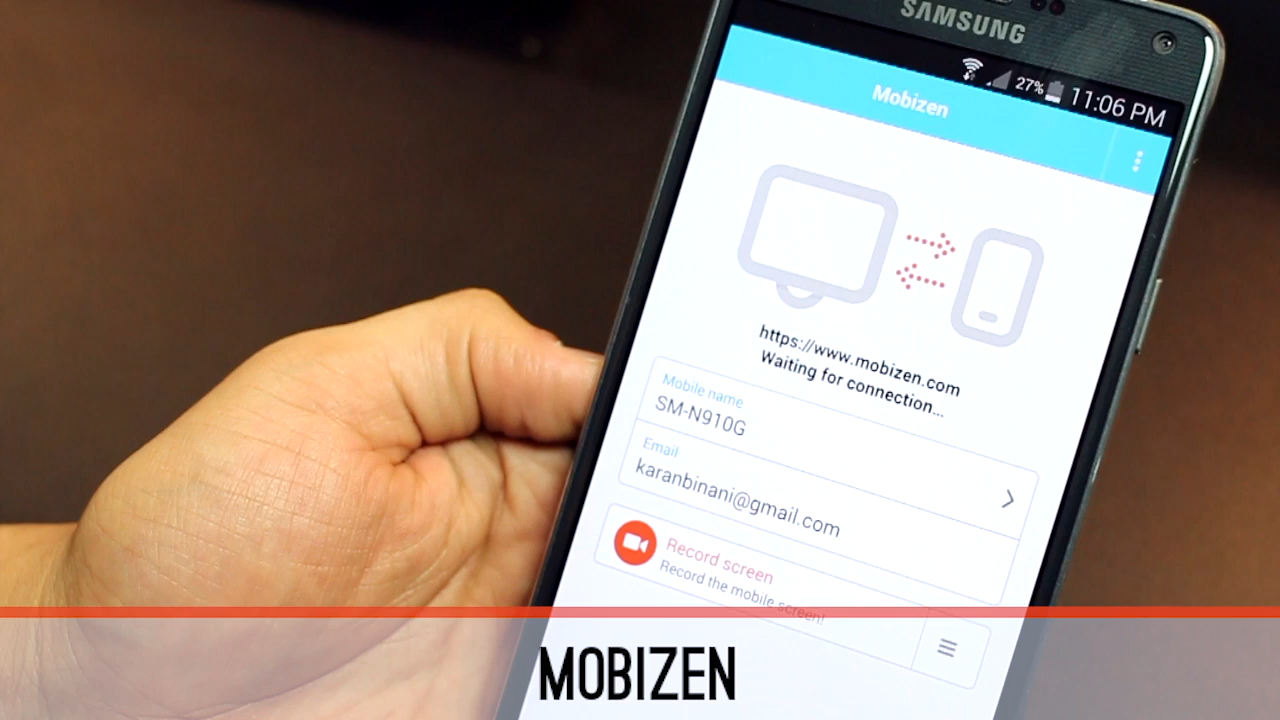 SAMSUNG
27% 11:06 PM
Mobizen
https://www.mobizen.com
Waiting for connection...
Mobile name
SM-N910G
Email
karanbinani@gmail.com
Record screen
Record the mobile screen!
MOBIZEN